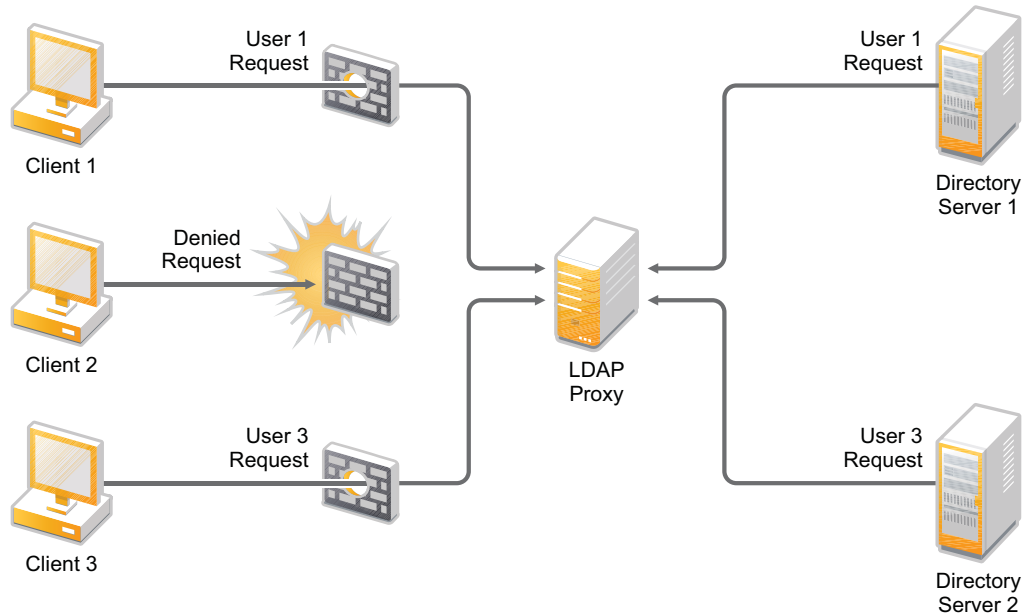 User 1
Request
Client 1
User 1
Request
Directory
Server 1
Denied
Request
Client 2
LDAP
Proxy
User 3
Request
Client 3
User 3
Request
Directory
Server 2